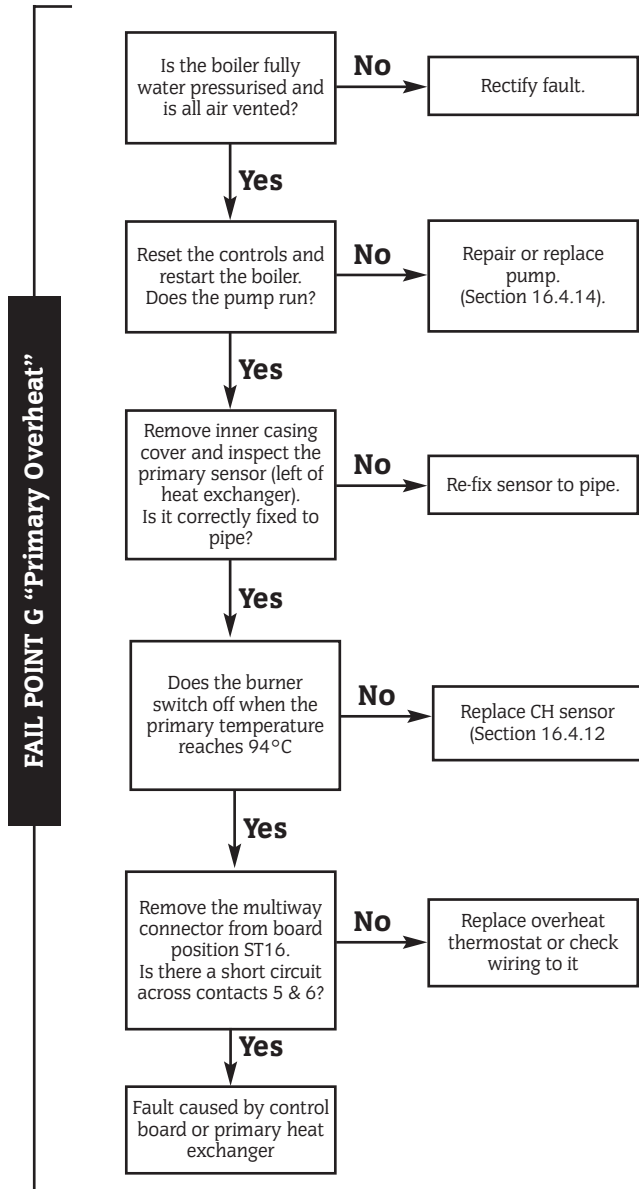 FAIL POINT G “Primary Overheat”
Is the boiler fully
water pressurised and
is all air vented?
No
Rectify fault.
Yes
Reset the controls and
restart the boiler.
Does the pump run?
No
Repair or replace
pump.
(Section 16.4.14).
Yes
Remove inner casing
cover and inspect the
primary sensor (left of
heat exchanger).
Is it correctly fixed to
pipe?
No
Re-fix sensor to pipe.
Yes
Does the burner
switch off when the
primary temperature
reaches 94°C
No
Replace CH sensor
(Section 16.4.12
Yes
Remove the multiway
connector from board
position ST16.
Is there a short circuit
across contacts 5 & 6?
No
Replace overheat
thermostat or check
wiring to it
Yes
Fault caused by control
board or primary heat
exchanger